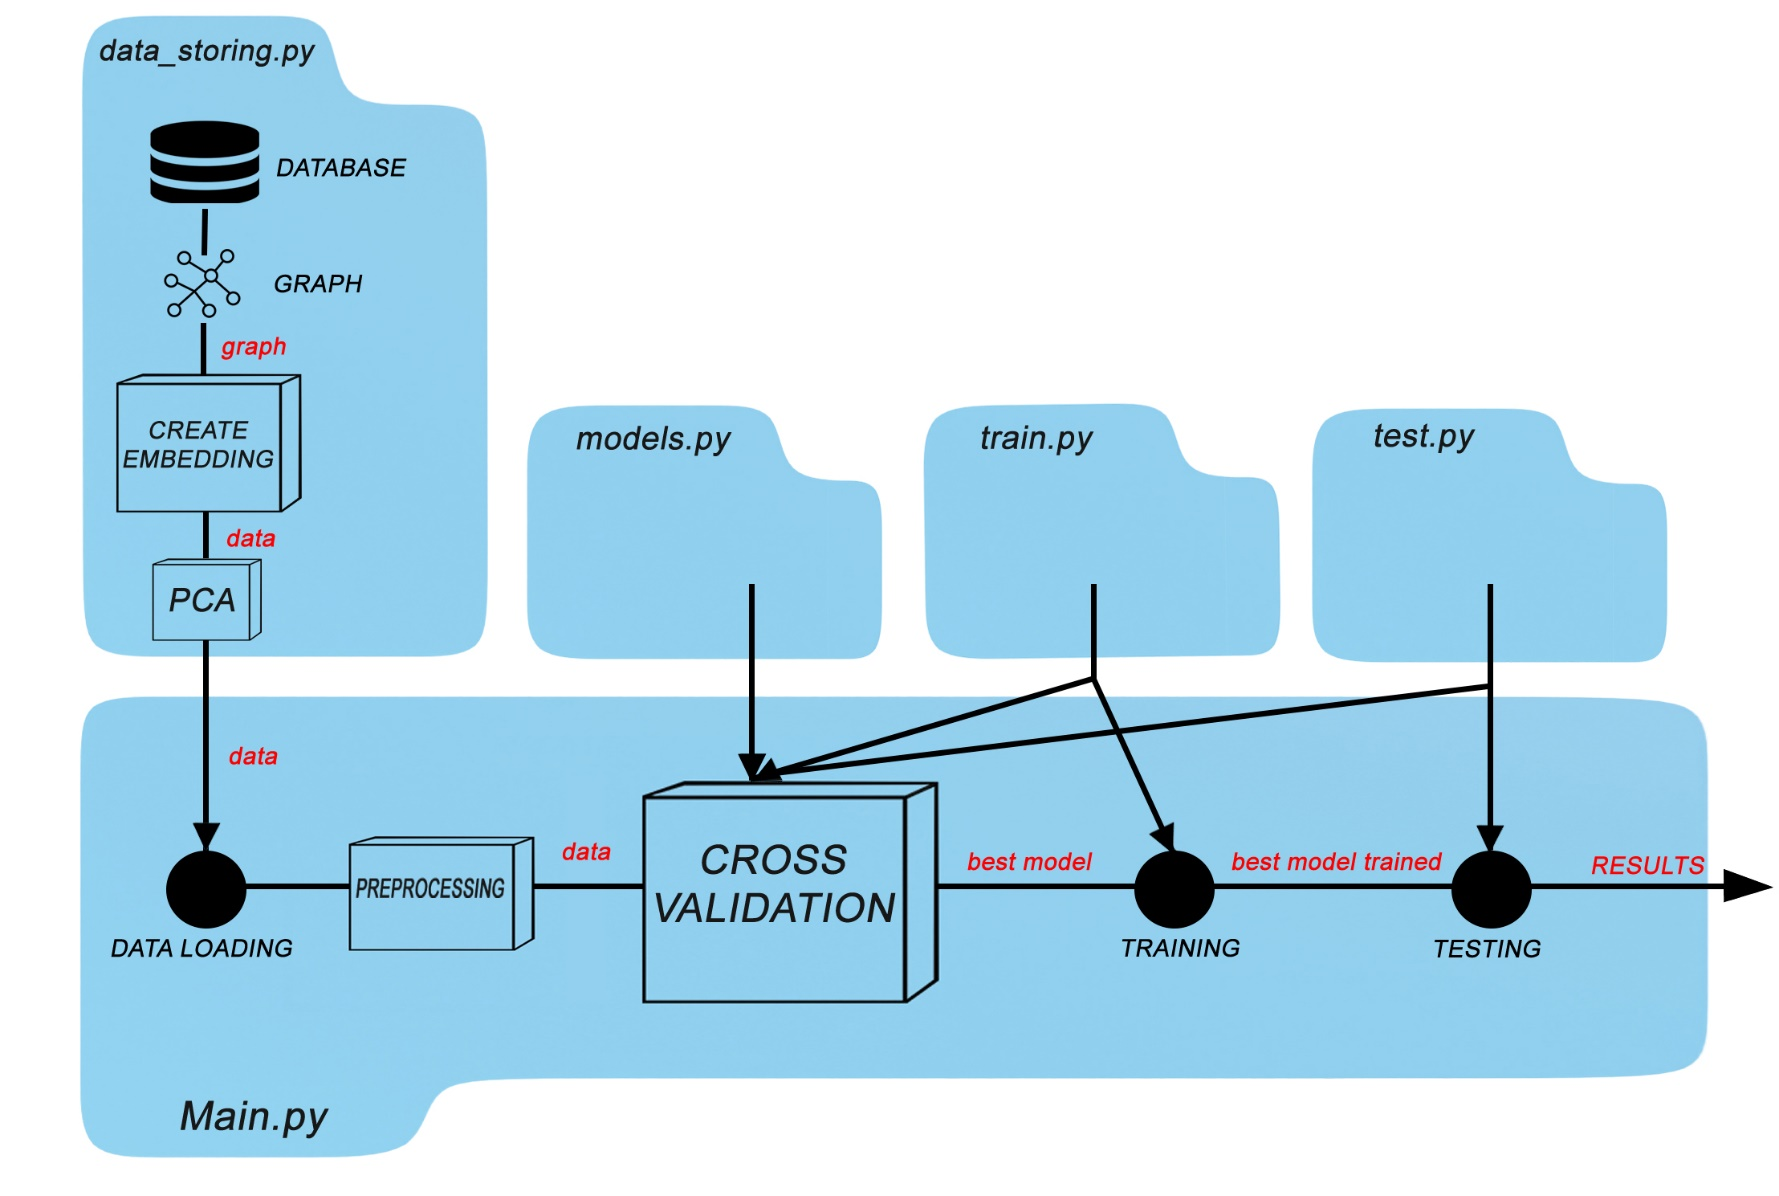 data_storing.py
DATABASE
GRAPH
graph
CREATE
EMBEDDING
data
PCA
data
models.py
train.py
test.py
DATA LOADING
PREPROCESSING
data
CROSS
VALIDATION
best model
TRAINING
best model trained
TESTING
RESULTS
Main.py